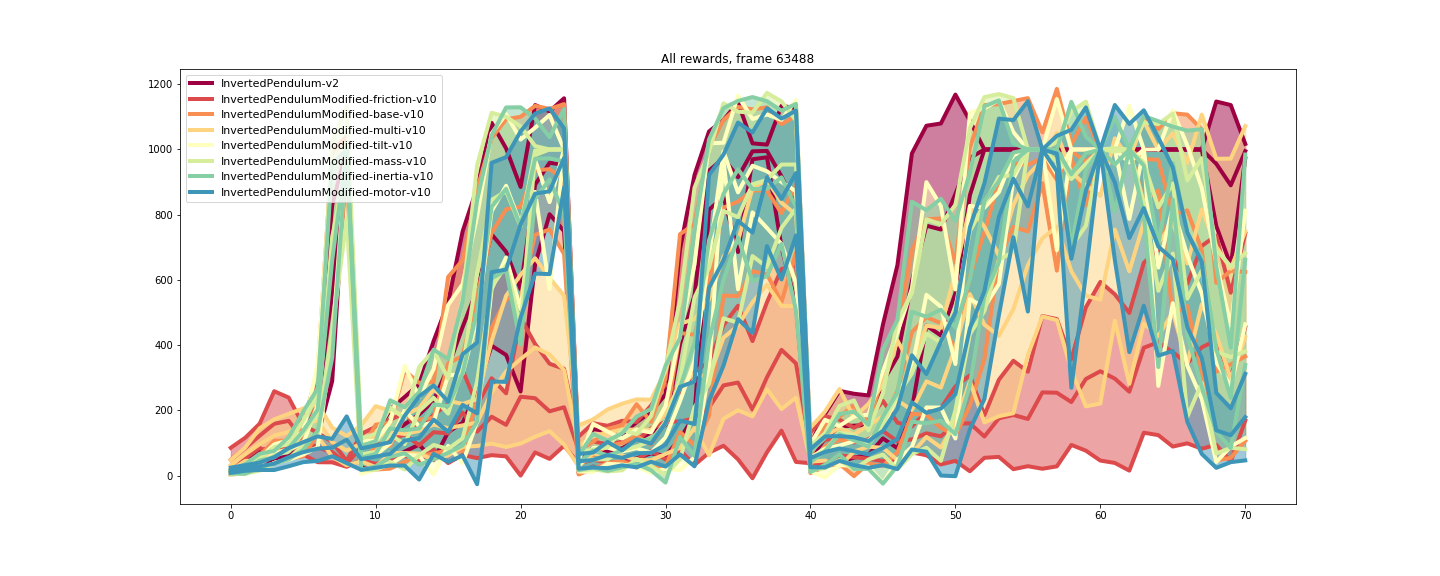 All rewards, frame 63488
1200
1000
800
600
400
200
0
InvertedPendulum-v2
InvertedPendulumModified-friction-v10
InvertedPendulumModified-base-v10
InvertedPendulumModified-multi-v10
InvertedPendulumModified-tilt-v10
InvertedPendulumModified-mass-v10
InvertedPendulumModified-inertia-v10
InvertedPendulumModified-motor-v10
0 10 20 30 40 50 60 70